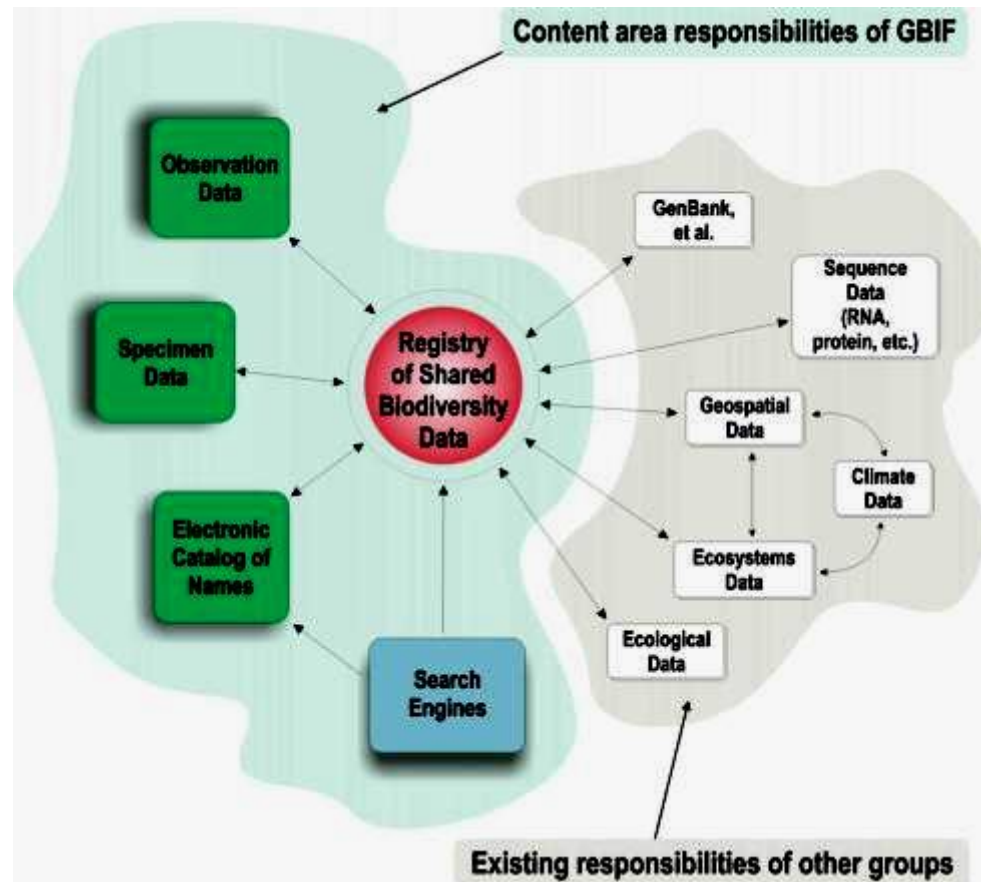 Content area responsibilities of GBIF
Observation
Data
Specimen
Data
Electronic
Catalog of
Names
Search
Engines
Registry
of Shared
Biodiversity
Data
GenBank,
et al.
Sequence
Data
(RNA,
protein, etc.)
Geospatial
Data
Climate
Data
Ecosystems
Data
Ecological
Data
Existing responsibilities of other groups